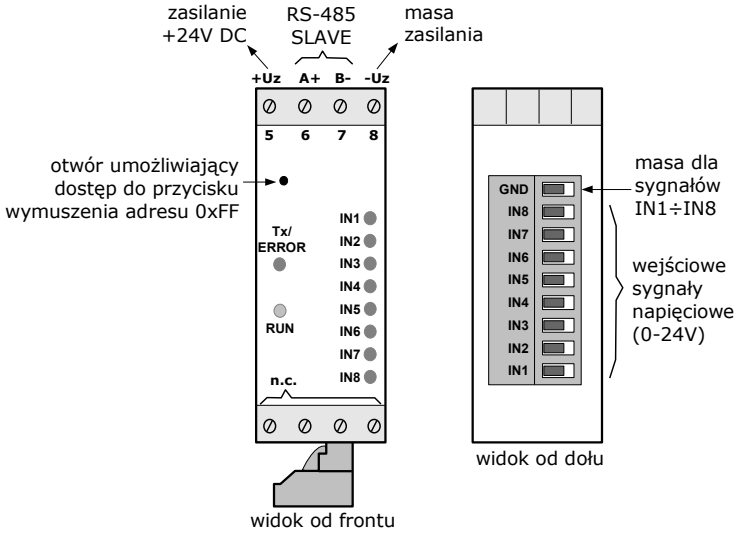 zasilanie
+24V DC
RS-485
SLAVE
masa
zasilania
+Uz A+ B- -Uz
5 6 7 8
otwór umożliwiający
dostęp do przycisku
wymuszenia adresu 0xFF
Tx/
ERROR
RUN
IN1
IN2
IN3
IN4
IN5
IN6
IN7
IN8
n.c.
widok od frontu
GND
IN8
IN7
IN6
IN5
IN4
IN3
IN2
IN1
masa dla
sygnałów
IN1÷IN8
wejściowe
sygnały
napięciowe
(0-24V)
widok od dołu